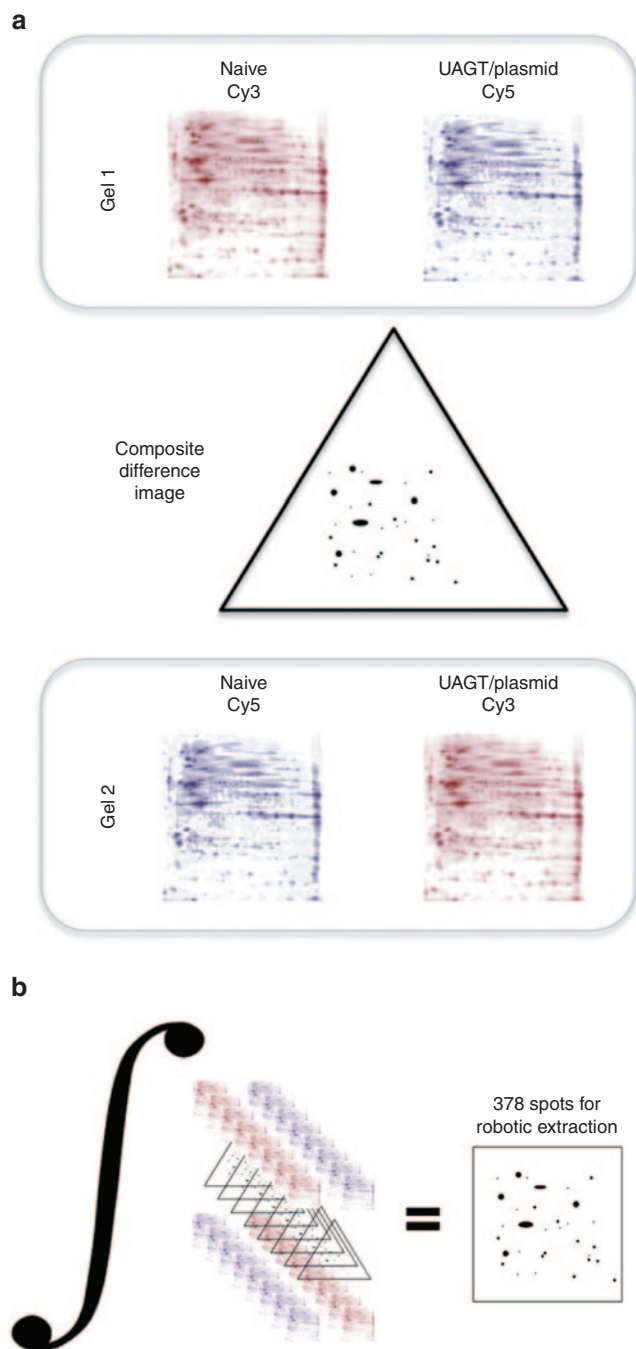 a
Naive
Cy3
UAGT/plasmid
Cy5
Gel 1
Composite
difference
image
Naive
Cy5
UAGT/plasmid
Cy3
Gel 2
b
378 spots for
robotic extraction
=